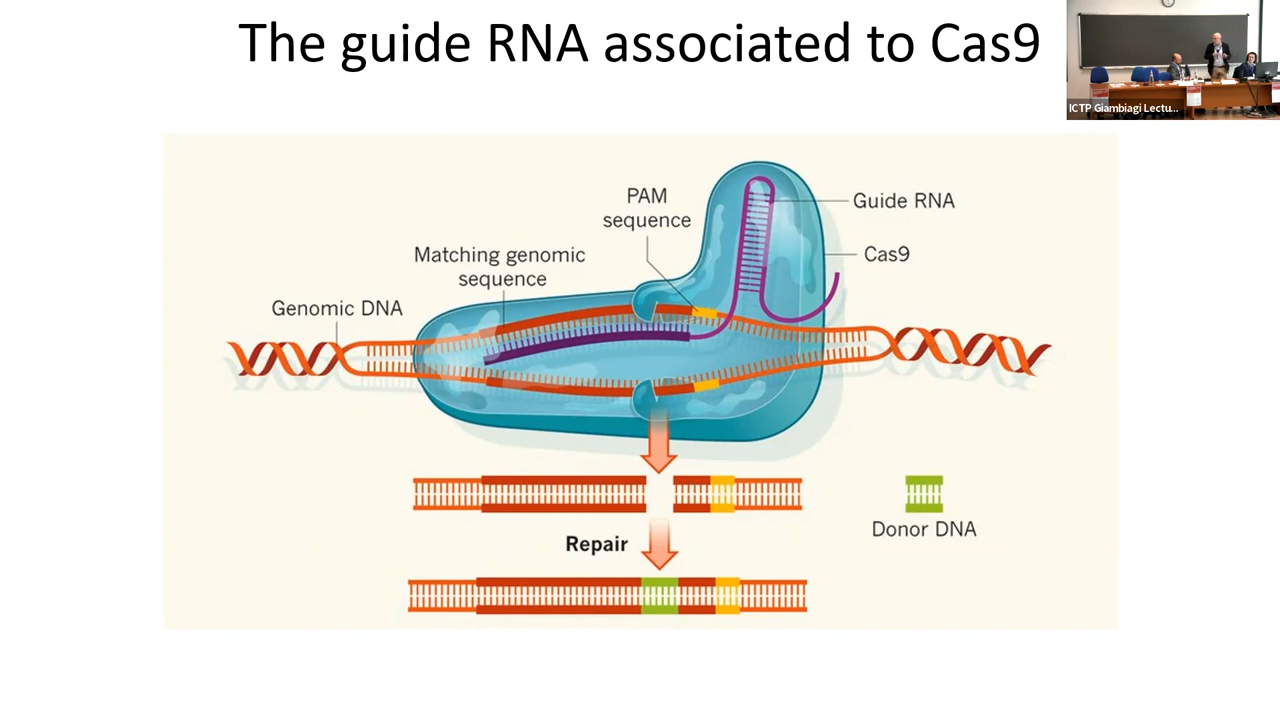 The guide RNA associated to Cas9
ICTP Giambiagi Lectu...
PAM
sequence
Guide RNA
Matching genomic
sequence
Cas9
Genomic DNA
Donor DNA
Repair